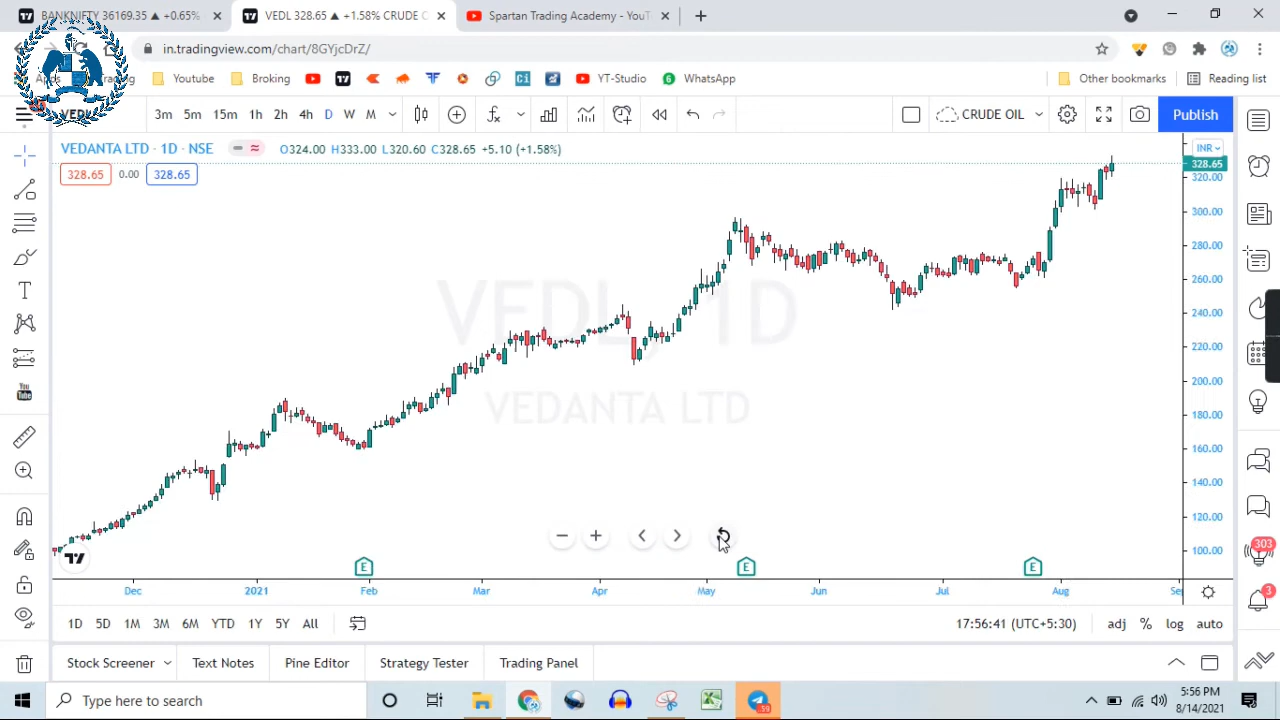 BANKNIFTY 36169.35 ▲ +0.65%
VEDL 328.65 ▲ +1.58% CRUDE O
Spartan Trading Academy - YouT
in.tradingview.com/chart/8GYjcDrZ/
Apps
Trading
Youtube
Broking
YT-Studio
WhatsApp
Other bookmarks
Reading list
VEDL
3m 5m 15m 1h 2h 4h D W M
CRUDE OIL
Publish
VEDANTA LTD · 1D · NSE
O324.00 H333.00 L320.60 C328.65 +5.10 (+1.58%)
INR
328.65 0.00 328.65
328.65
320.00
300.00
280.00
260.00
240.00
220.00
200.00
180.00
160.00
140.00
120.00
100.00
VEDL, 1D
VEDANTA LTD
You Tube
E E E
303
3
Dec 2021 Feb Mar Apr May Jun Jul Aug Sep
1D 5D 1M 3M 6M YTD 1Y 5Y All
17:56:41 (UTC+5:30) adj % log auto
Stock Screener Text Notes Pine Editor Strategy Tester Trading Panel
Type here to search
59
5:56 PM
8/14/2021